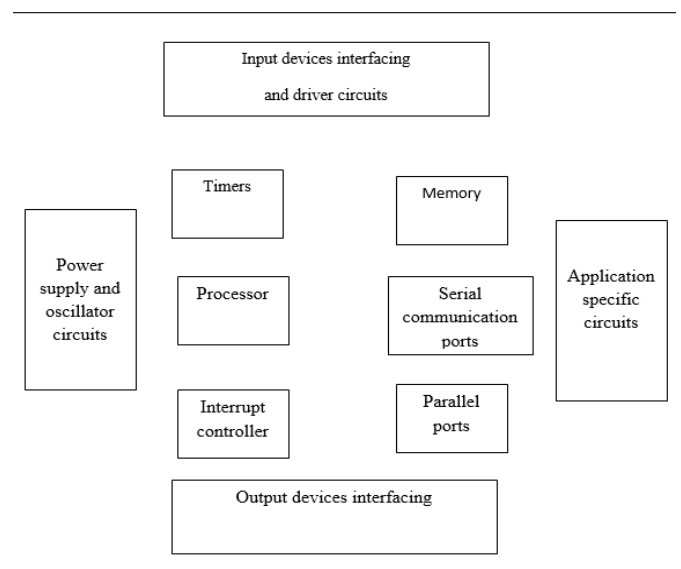 Input devices interfacing
and driver circuits
Timers
Memory
Power
supply and
oscillator
circuits
Processor
Serial
communication
ports
Application
specific
circuits
Interrupt
controller
Parallel
ports
Output devices interfacing